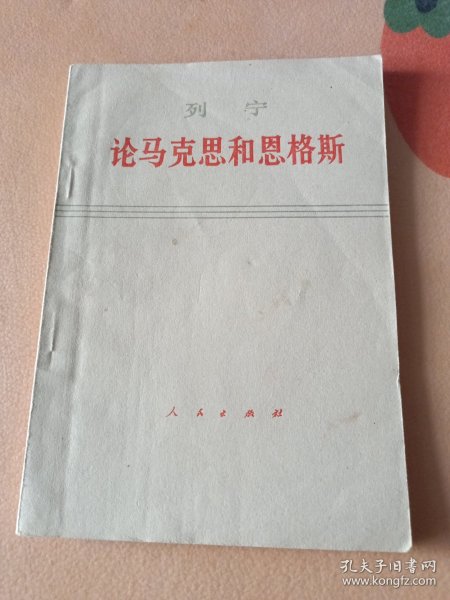 列 宁
论马克思和恩格斯
人民出版社
孔夫子旧书网
www.kongfz.com